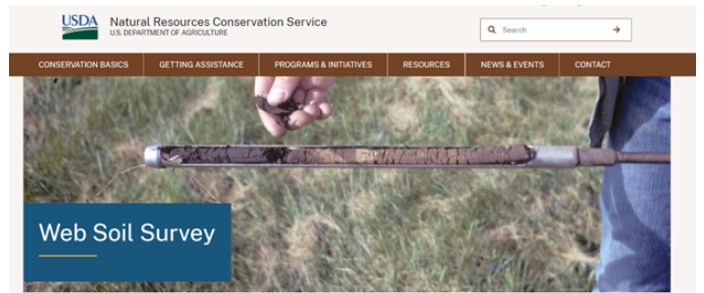 USDA
Natural Resources Conservation Service
U.S. DEPARTMENT OF AGRICULTURE
Search
CONSERVATION BASICS GETTING ASSISTANCE PROGRAMS & INITIATIVES RESOURCES NEWS & EVENTS CONTACT
Web Soil Survey